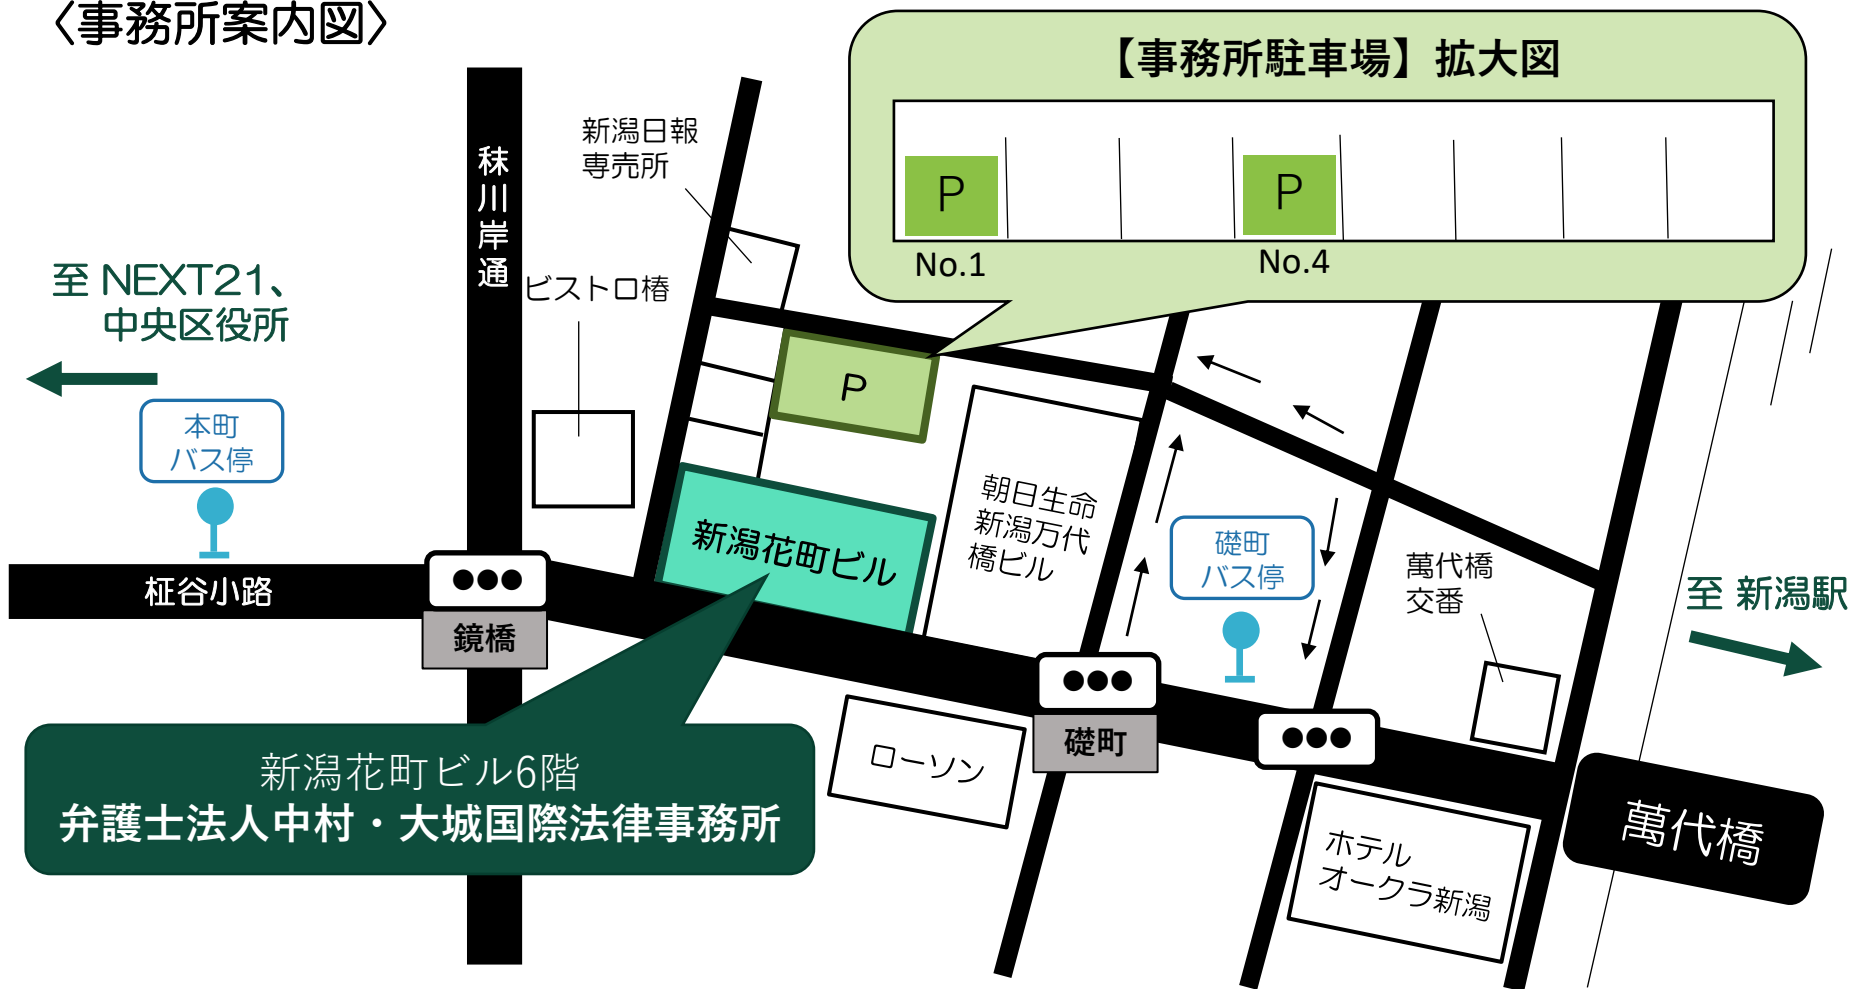 〈事務所案内図〉
【事務所駐車場】拡大図
P
P
No.1
No.4
新潟日報
専売所
秣川岸通
ビストロ椿
至 NEXT21、
中央区役所
本町
バス停
P
新潟花町ビル
朝日生命
新潟万代
橋ビル
礎町
バス停
萬代橋
交番
至 新潟駅
柾谷小路
鏡橋
礎町
ローソン
新潟花町ビル6階
弁護士法人中村・大城国際法律事務所
ホテル
オークラ新潟
萬代橋